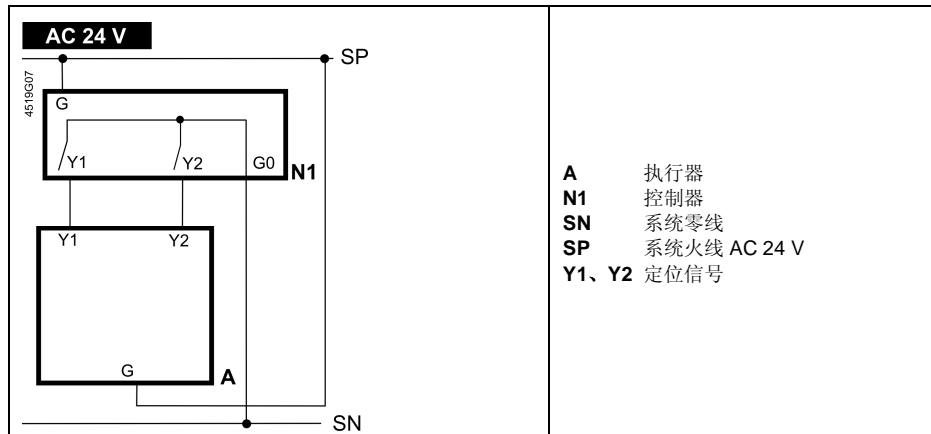 AC 24 V
SP
4519G07
G
Y1
Y2
G0
N1
Y1
Y2
G
A
SN
A 执行器
N1 控制器
SN 系统零线
SP 系统火线 AC 24 V
Y1、Y2 定位信号